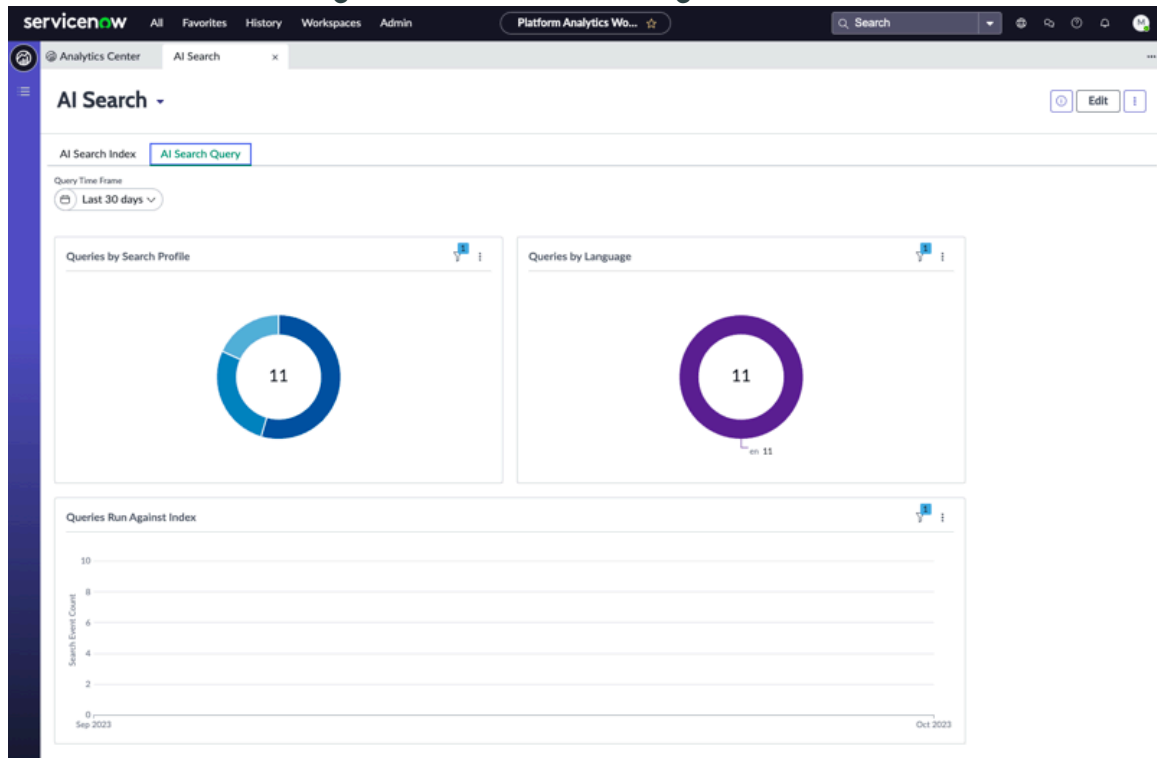 servicenow All Favorites History Workspaces Admin Platform Analytics Wo... Search M
Analytics Center AI Search
AI Search Edit
AI Search Index AI Search Query
Query Time Frame
Last 30 days
Queries by Search Profile 1
Queries by Language 1
11
11
en 11
Queries Run Against Index 1
Search Event Count
10
8
6
4
2
0
Sep 2023 Oct 2023